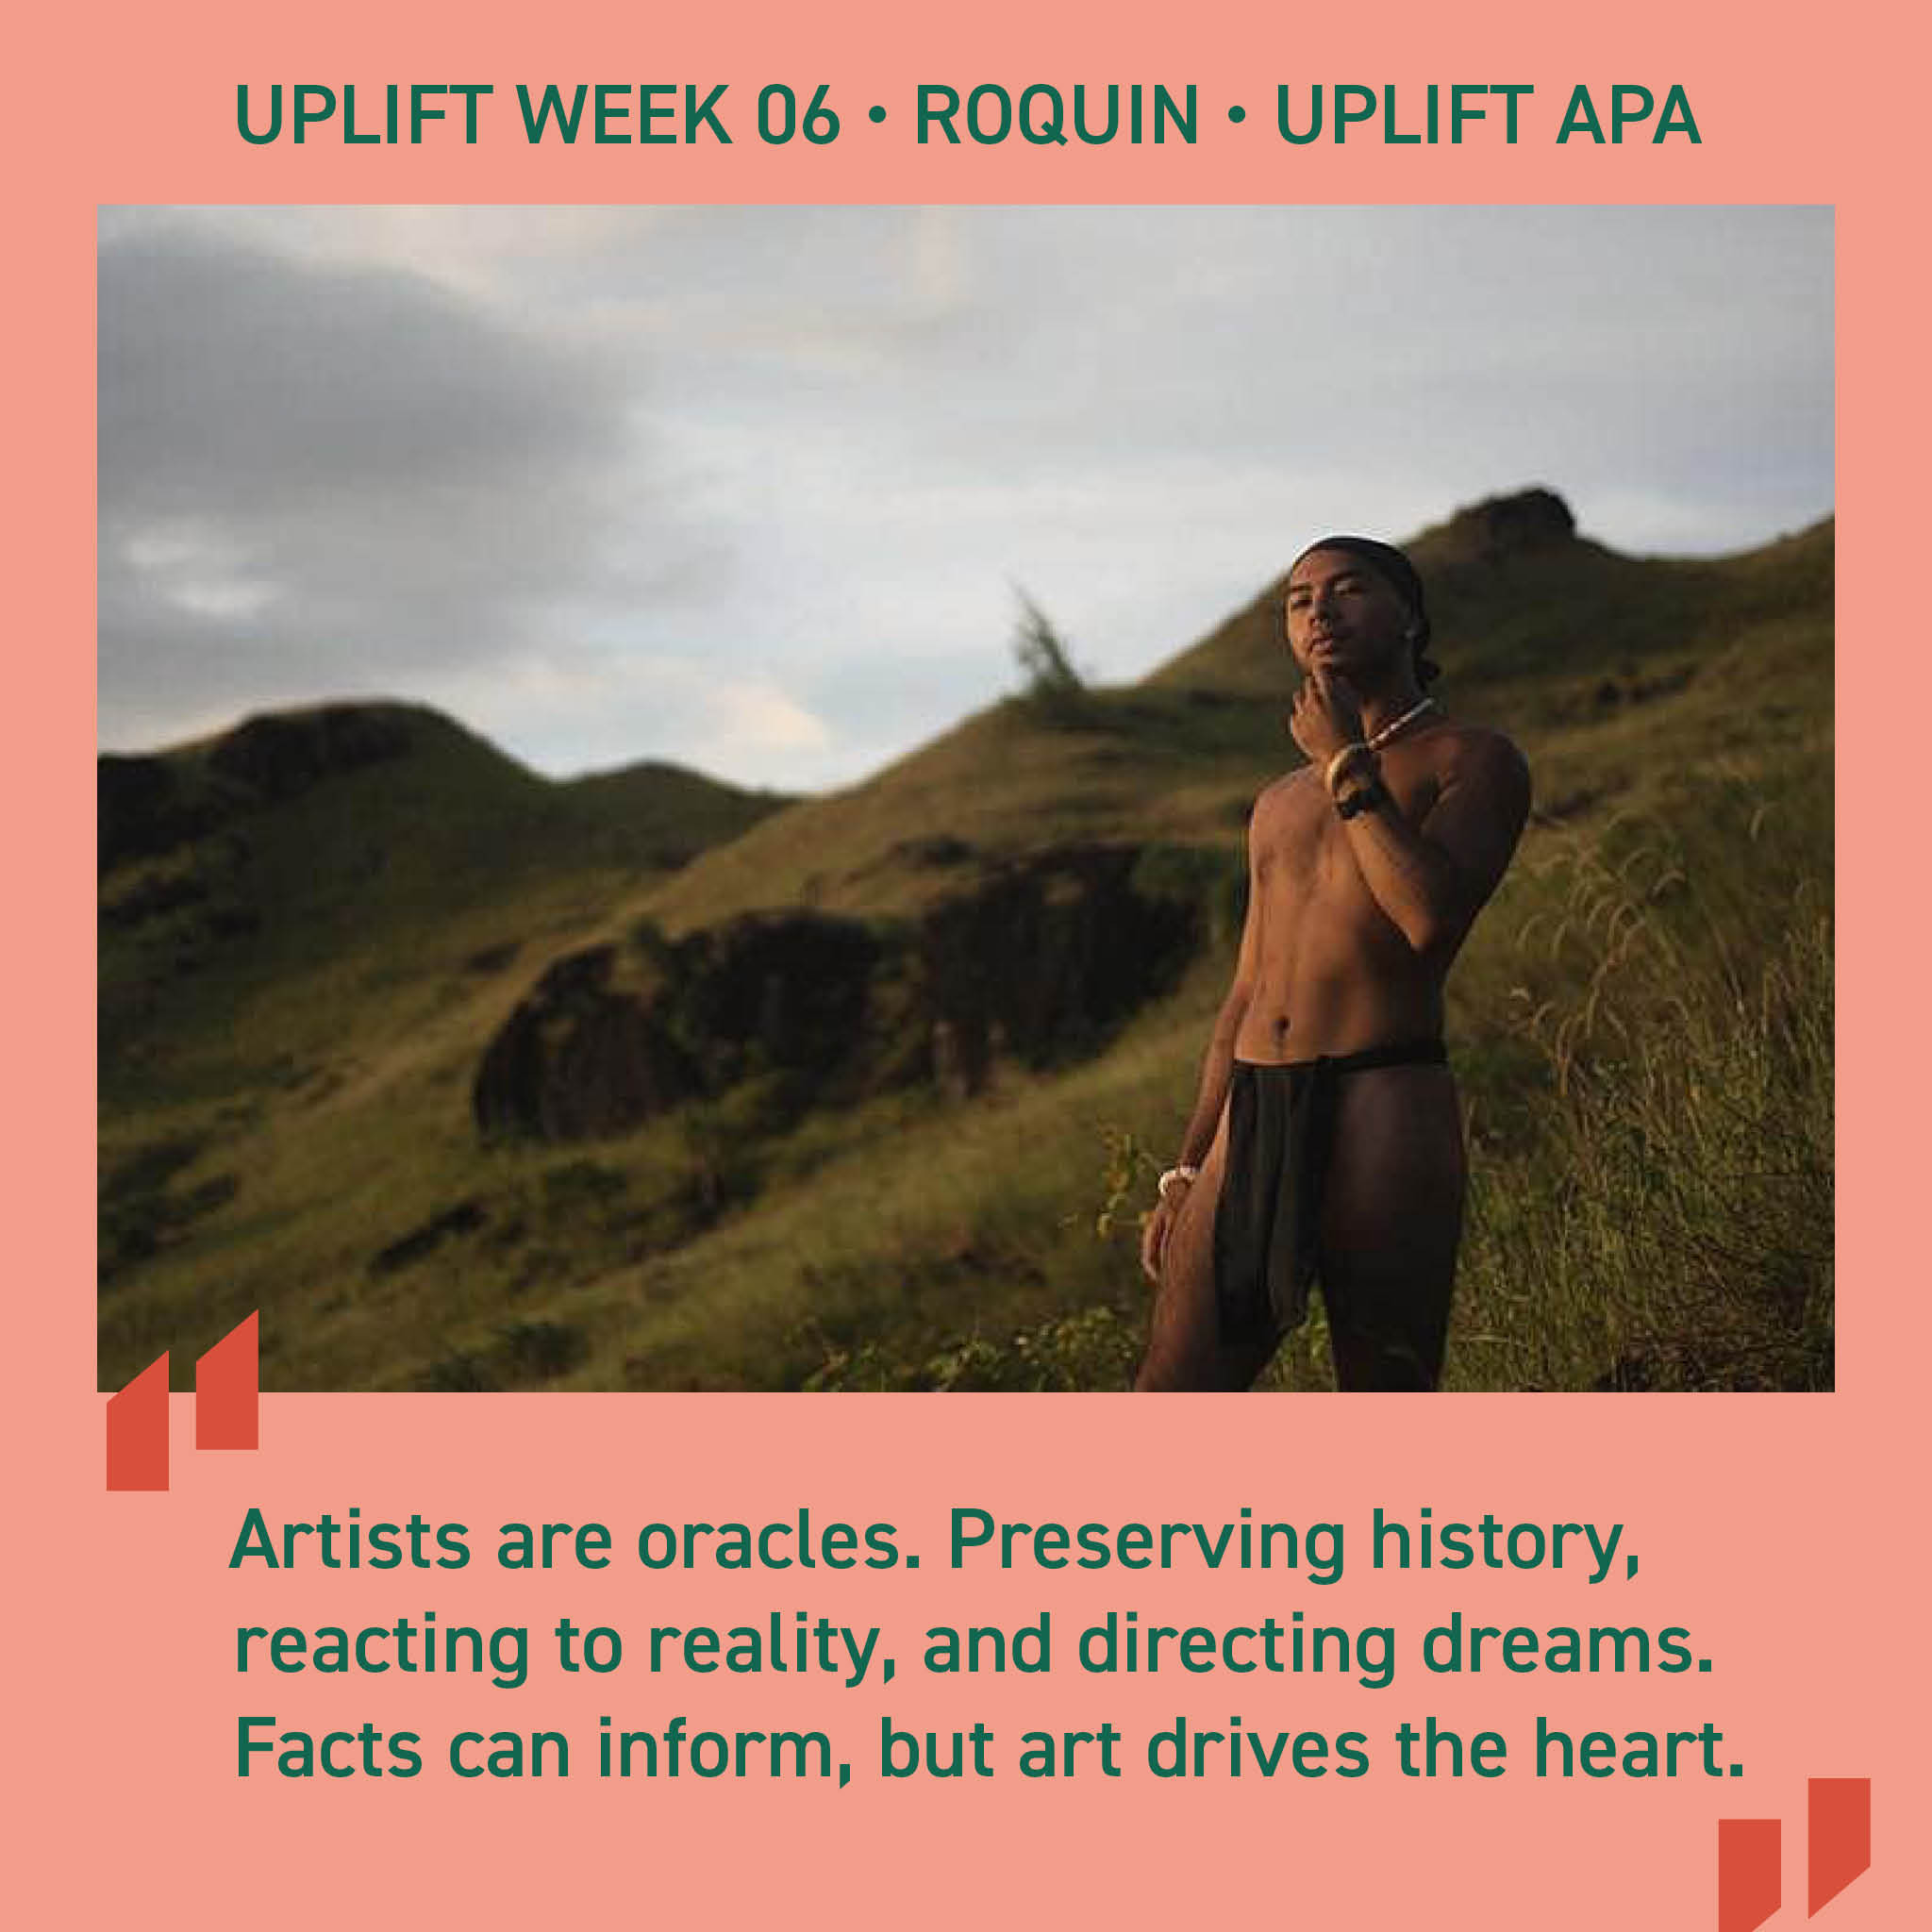 UPLIFT WEEK 06 • ROQUIN • UPLIFT APA
Artists are oracles. Preserving history,
reacting to reality, and directing dreams.
Facts can inform, but art drives the heart.